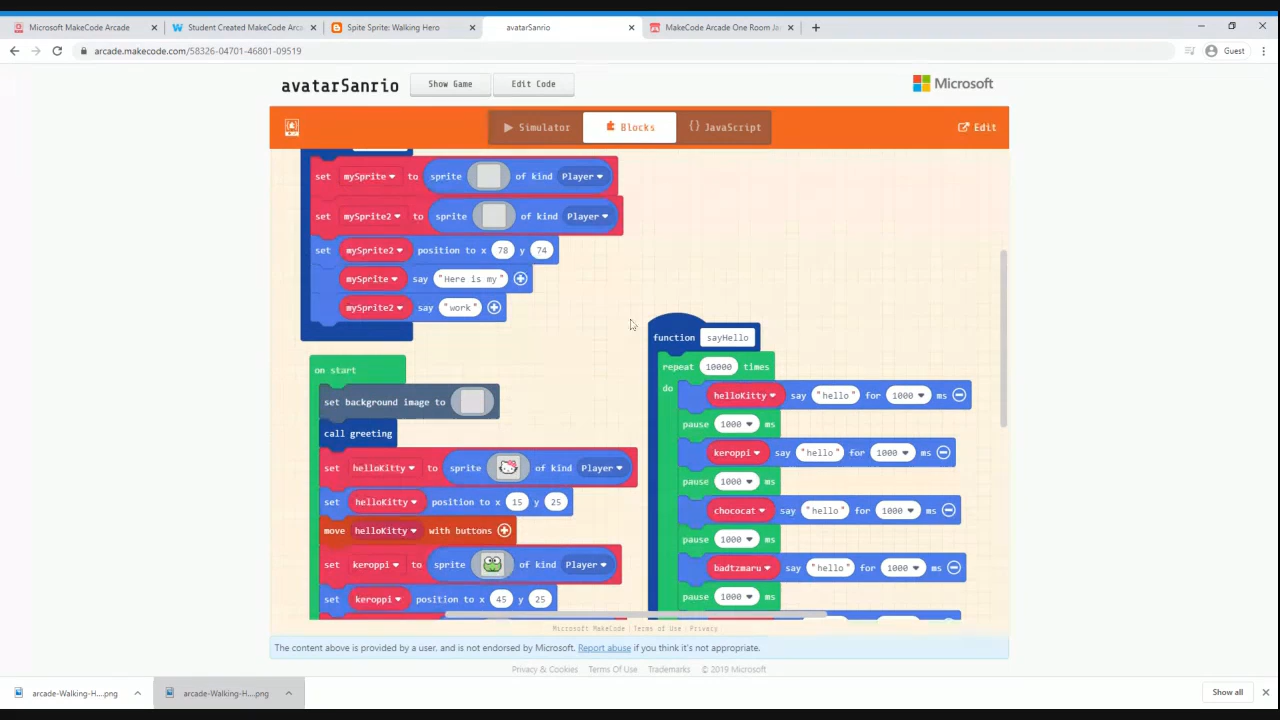 Microsoft MakeCode Arcade
Student Created MakeCode Arca
Spite Sprite: Walking Hero
avatarSanrio
MakeCode Arcade One Room Ja
arcade.makecode.com/58326-04701-46801-09519
Guest
avatarSanrio
Show Game
Edit Code
Microsoft
Simulator
Blocks
{} JavaScript
Edit
set mySprite to sprite of kind Player
set mySprite2 to sprite of kind Player
set mySprite2 position to x 78 y 74
mySprite say "Here is my"
mySprite2 say "work"
on start
set background image to
call greeting
set helloKitty to sprite of kind Player
set helloKitty position to x 15 y 25
move helloKitty with buttons
set keroppi to sprite of kind Player
set keroppi position to x 45 y 25
function sayHello
repeat 10000 times
do
helloKitty say "hello" for 1000 ms
pause 1000 ms
keroppi say "hello" for 1000 ms
pause 1000 ms
chococat say "hello" for 1000 ms
pause 1000 ms
badtzmaru say "hello" for 1000 ms
pause 1000 ms
Microsoft MakeCode | Terms of Use | Privacy
The content above is provided by a user, and is not endorsed by Microsoft. Report abuse if you think it's not appropriate.
Privacy & Cookies Terms Of Use Trademarks © 2019 Microsoft
arcade-Walking-H....png
arcade-Walking-H....png
Show all